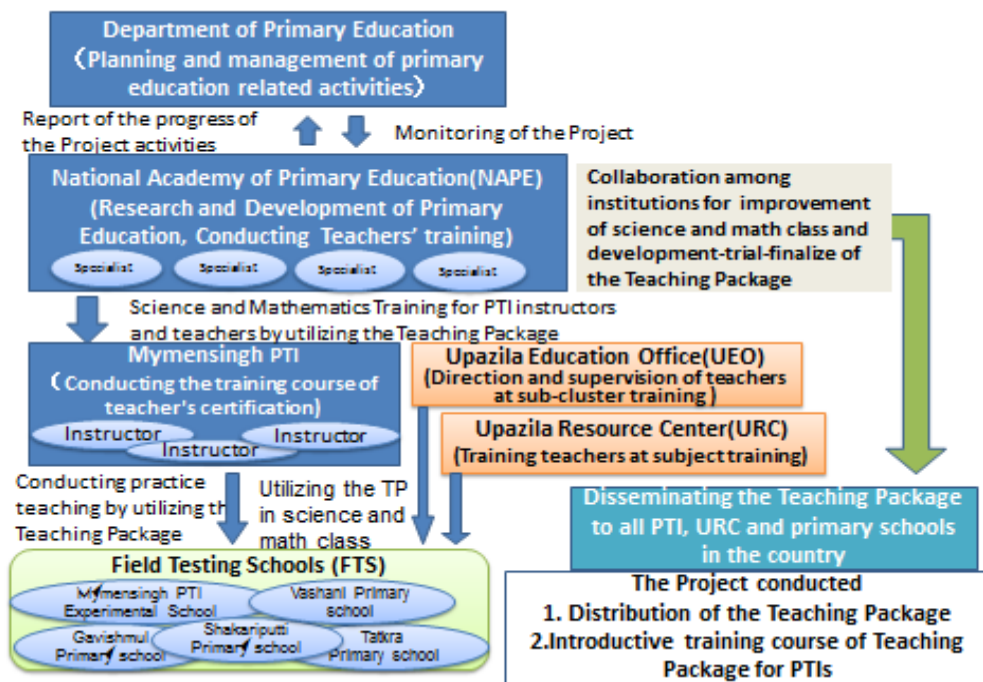 Department of Primary Education
(Planning and management of primary
education related activities)
Report of the progress of
the Project activities
Monitoring of the Project
National Academy of Primary Education(NAPE)
(Research and Development of Primary
Education, Conducting Teachers' training)
Specialist
Specialist
Specialist
Specialist
Collaboration among
institutions for improvement
of science and math class and
development-trial-finalize of
the Teaching Package
Science and Mathematics Training for PTI instructors
and teachers by utilizing the Teaching Package
Mymensingh PTI
(Conducting the training course of
teacher's certification)
Instructor
Instructor
Instructor
Upazila Education Office(UEO)
(Direction and supervision of teachers
at sub-cluster training)
Upazila Resource Center(URC)
(Training teachers at subject training)
Conducting practice
teaching by utilizing the
Teaching Package
Utilizing the TP
in science and
math class
Disseminating the Teaching Package
to all PTI, URC and primary schools
in the country
Field Testing Schools (FTS)
Mymensingh PTI
Experimental School
Vashani Primary
school
Gavishmul
Primary school
Shakariputti
Primary school
Tatkra
Primary school
The Project conducted
1. Distribution of the Teaching Package
2.Introductive training course of Teaching
Package for PTIs